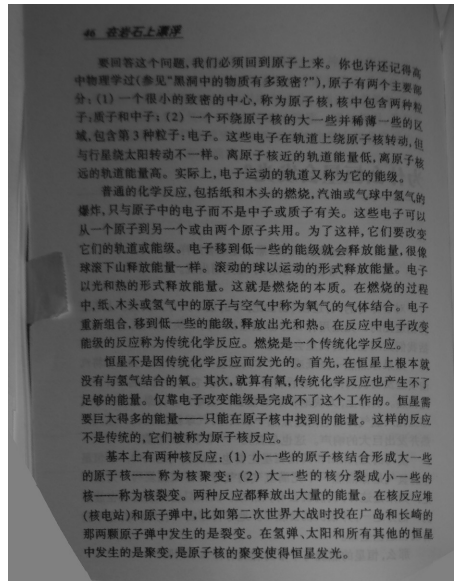 46 在岩石上漂浮
要回答这个问题,我们必须回到原子上来。你也许还记得高
中物理学过(参见“黑洞中的物质有多致密?”),原子有两个主要部
分:(1) 一个很小的致密的中心,称为原子核,核中包含两种粒
子:质子和中子;(2) 一个环绕原子核的大一些并稀薄一些的区
域,包含第3种粒子:电子。这些电子在轨道上绕原子核转动,但
与行星绕太阳转动不一样。离原子核近的轨道能量低,离原子核
远的轨道能量高。实际上,电子运动的轨道又称为它的能级。
普通的化学反应,包括纸和木头的燃烧,汽油或气球中氢气的
爆炸,只与原子中的电子而不是中子或质子有关。这些电子可以
从一个原子到另一个或由两个原子共用。为了这样,它们要改变
它们的轨道或能级。电子移到低一些的能级就会释放能量,很像
球滚下山释放能量一样。滚动的球以运动的形式释放能量。电子
以光和热的形式释放能量。这就是燃烧的本质。在燃烧的过程
中,纸、木头或氢气中的原子与空气中称为氧气的气体结合。电子
重新组合,移到低一些的能级,释放出光和热。在反应中电子改变
能级的反应称为传统化学反应。燃烧是一个传统化学反应。
恒星不是因传统化学反应而发光的。首先,在恒星上根本就
没有与氢气结合的氧。其次,就算有氧,传统化学反应也产生不了
足够的能量。仅靠电子改变能级是完成不了这个工作的。恒星需
要巨大得多的能量——只能在原子核中找到的能量。这样的反应
不是传统的,它们被称为原子核反应。
基本上有两种核反应:(1) 小一些的原子核结合形成大一些
的原子核——称为核聚变;(2) 大一些的核分裂成小一些的
核——称为核裂变。两种反应都释放出大量的能量。在核反应堆
(核电站)和原子弹中,比如第二次世界大战时投在广岛和长崎的
那两颗原子弹中发生的是裂变。在氢弹、太阳和所有其他的恒星
中发生的是聚变,是原子核的聚变使得恒星发光。